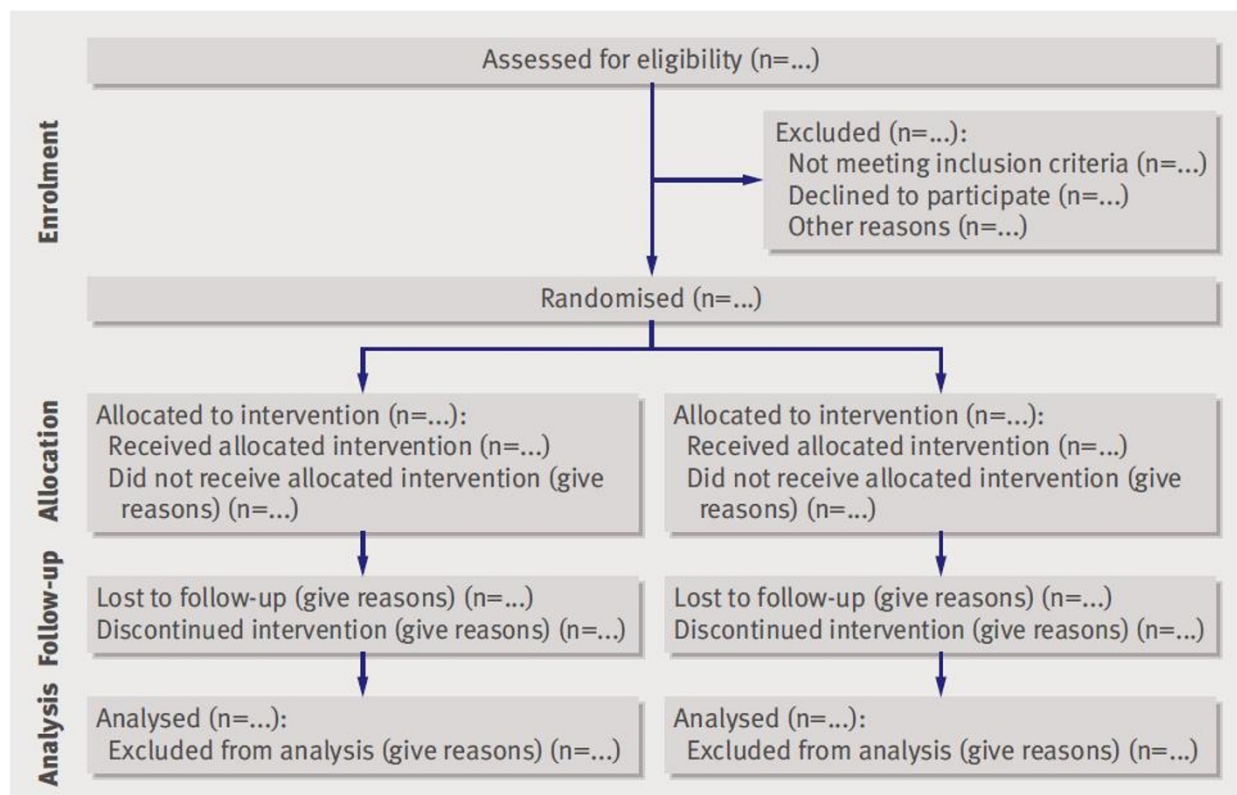 Assessed for eligibility (n=...)
Enrolment
Excluded (n=...):
Not meeting inclusion criteria (n=...)
Declined to participate (n=...)
Other reasons (n=...)
Randomised (n=...)
Allocation
Allocated to intervention (n=...):
Received allocated intervention (n=...)
Did not receive allocated intervention (give
reasons) (n=...)
Allocated to intervention (n=...):
Received allocated intervention (n=...)
Did not receive allocated intervention (give
reasons) (n=...)
Follow-up
Lost to follow-up (give reasons) (n=...)
Discontinued intervention (give reasons) (n=...)
Lost to follow-up (give reasons) (n=...)
Discontinued intervention (give reasons) (n=...)
Analysis
Analysed (n=...):
Excluded from analysis (give reasons) (n=...)
Analysed (n=...):
Excluded from analysis (give reasons) (n=...)